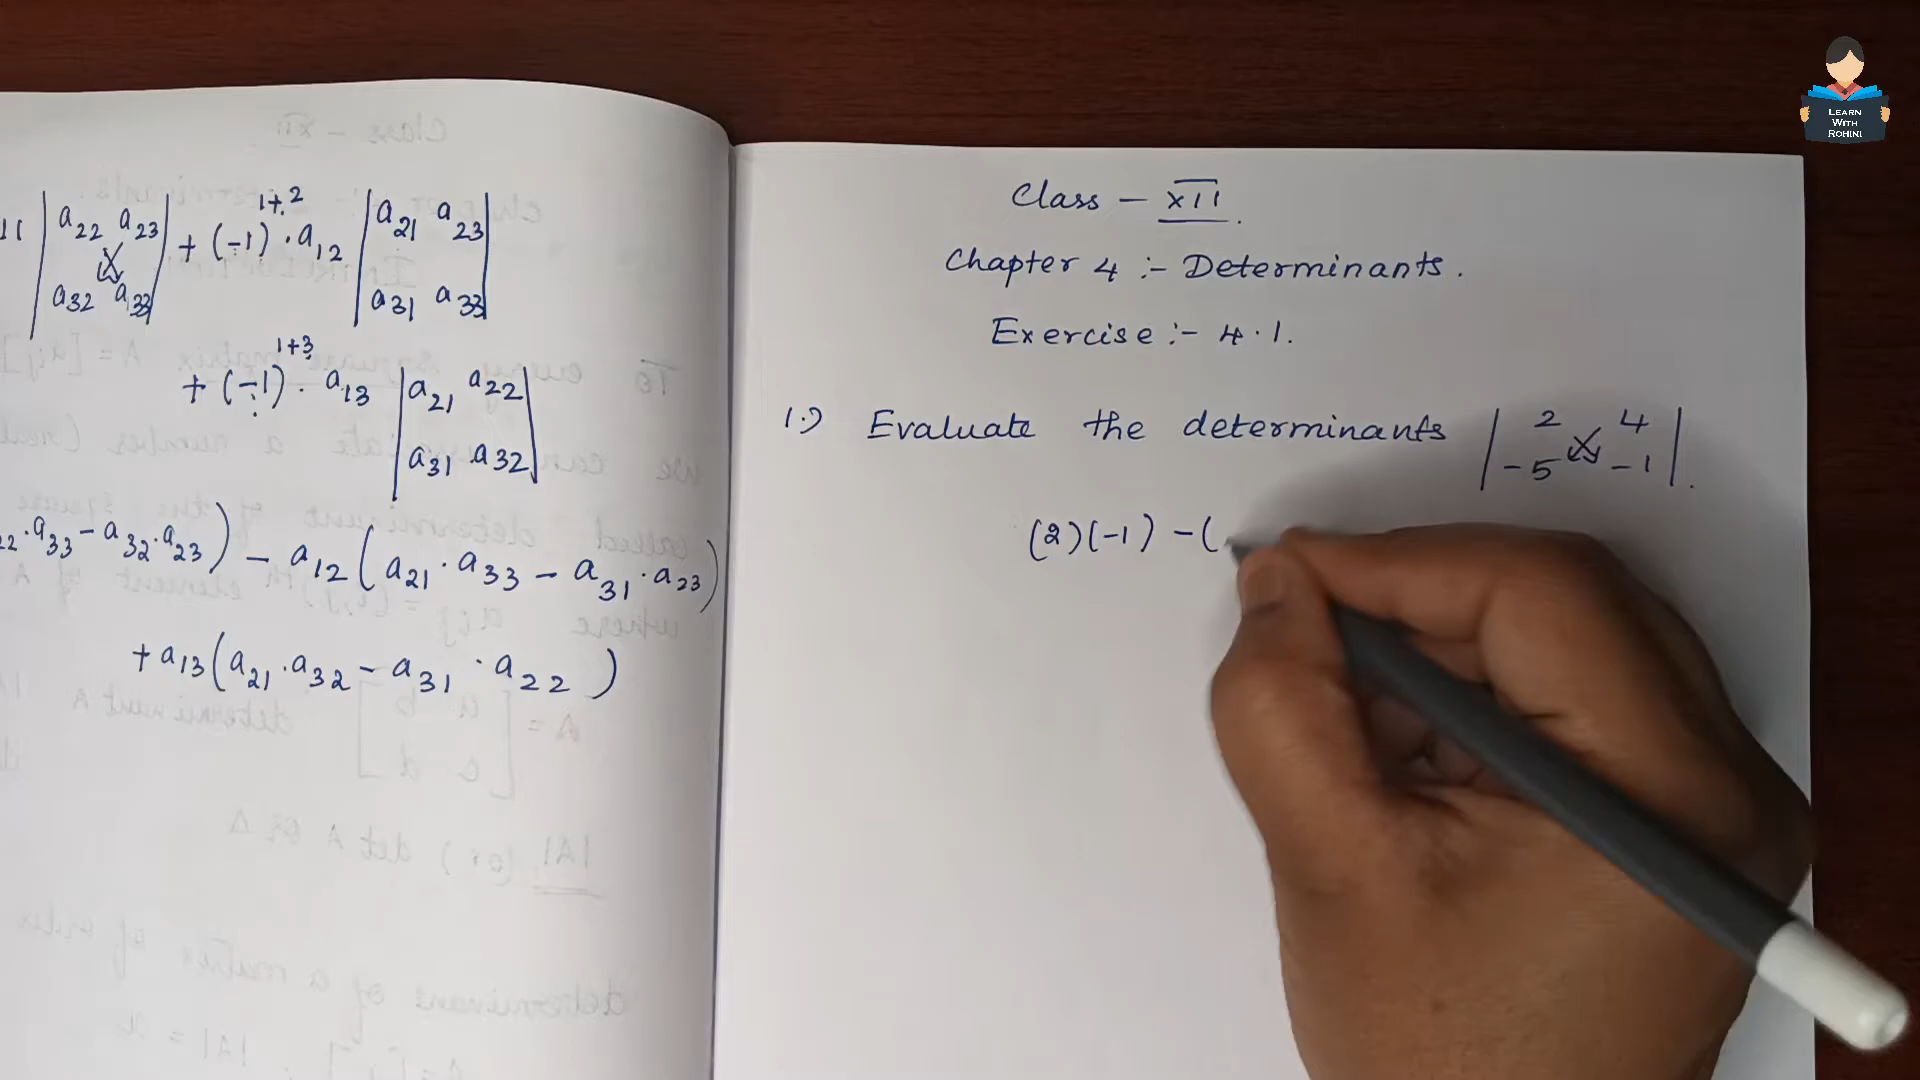 11 | a22 a23 | + (-1)^1+2 . a12 | a21 a23 |
| a32 a33 | | a31 a33 |
+ (-1)^1+3 . a13 | a21 a22 |
| a31 a32 |
22 . a33 - a32 . a23) - a12 (a21 . a33 - a31 . a23)
+ a13 (a21 . a32 - a31 . a22)
Class - XII.
Chapter 4 :- Determinants.
Exercise :- 4.1.
1.) Evaluate the determinants | 2 4 |
| -5 -1 |.
(2)(-1) - (
LEARN
WITH
ROHINI